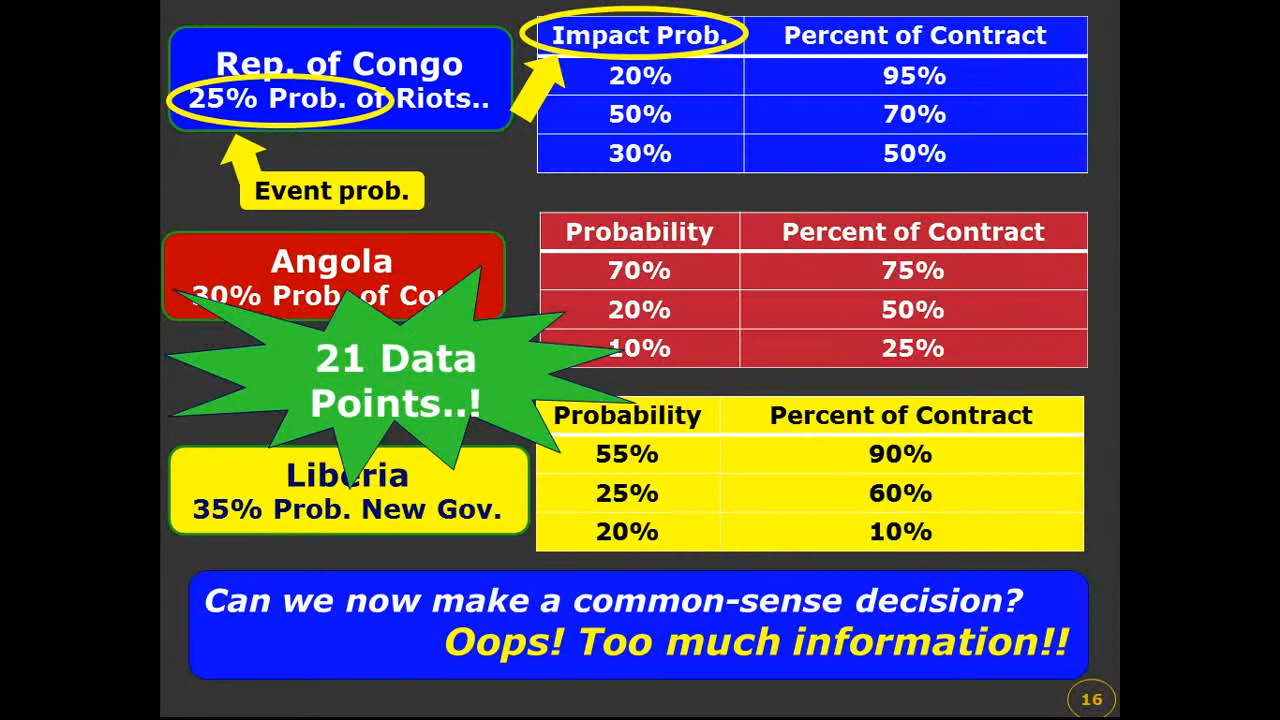 Rep. of Congo
25% Prob. of Riots..
Event prob.
Impact Prob. Percent of Contract
20% 95%
50% 70%
30% 50%
Angola
30% Prob. of
Probability Percent of Contract
70% 75%
20% 50%
10% 25%
21 Data
Points..!
Liberia
35% Prob. New Gov.
Probability Percent of Contract
55% 90%
25% 60%
20% 10%
Can we now make a common-sense decision?
Oops! Too much information!!
16